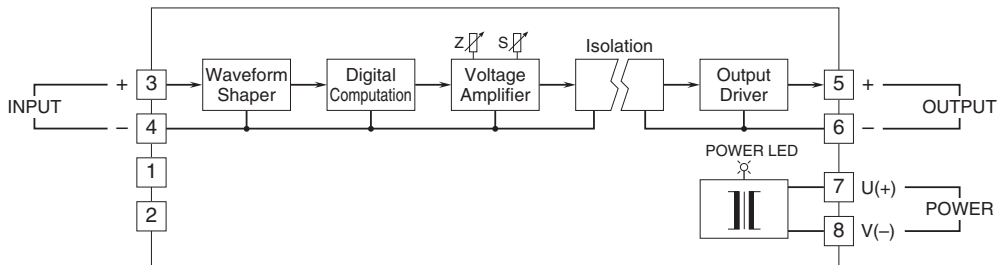 Z S
Isolation
+ 3
Waveform
Shaper
Digital
Computation
Voltage
Amplifier
Output
Driver
5 +
INPUT
OUTPUT
– 4
6 –
1
POWER LED
7 U(+)
2
POWER
8 V(–)